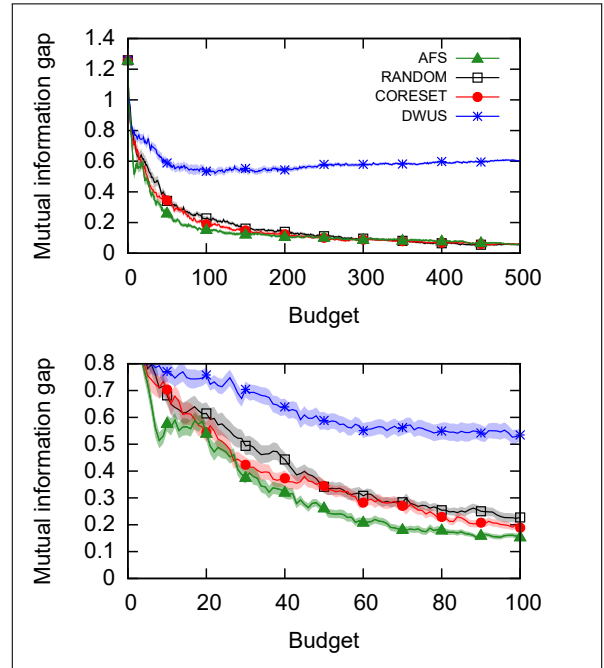 Mutual information gap
1.4
1.2
1
0.8
0.6
0.4
0.2
0
AFS
RANDOM
CORESET
DWUS
0 100 200 300 400 500
Budget
Mutual information gap
0.8
0.7
0.6
0.5
0.4
0.3
0.2
0.1
0
0 20 40 60 80 100
Budget